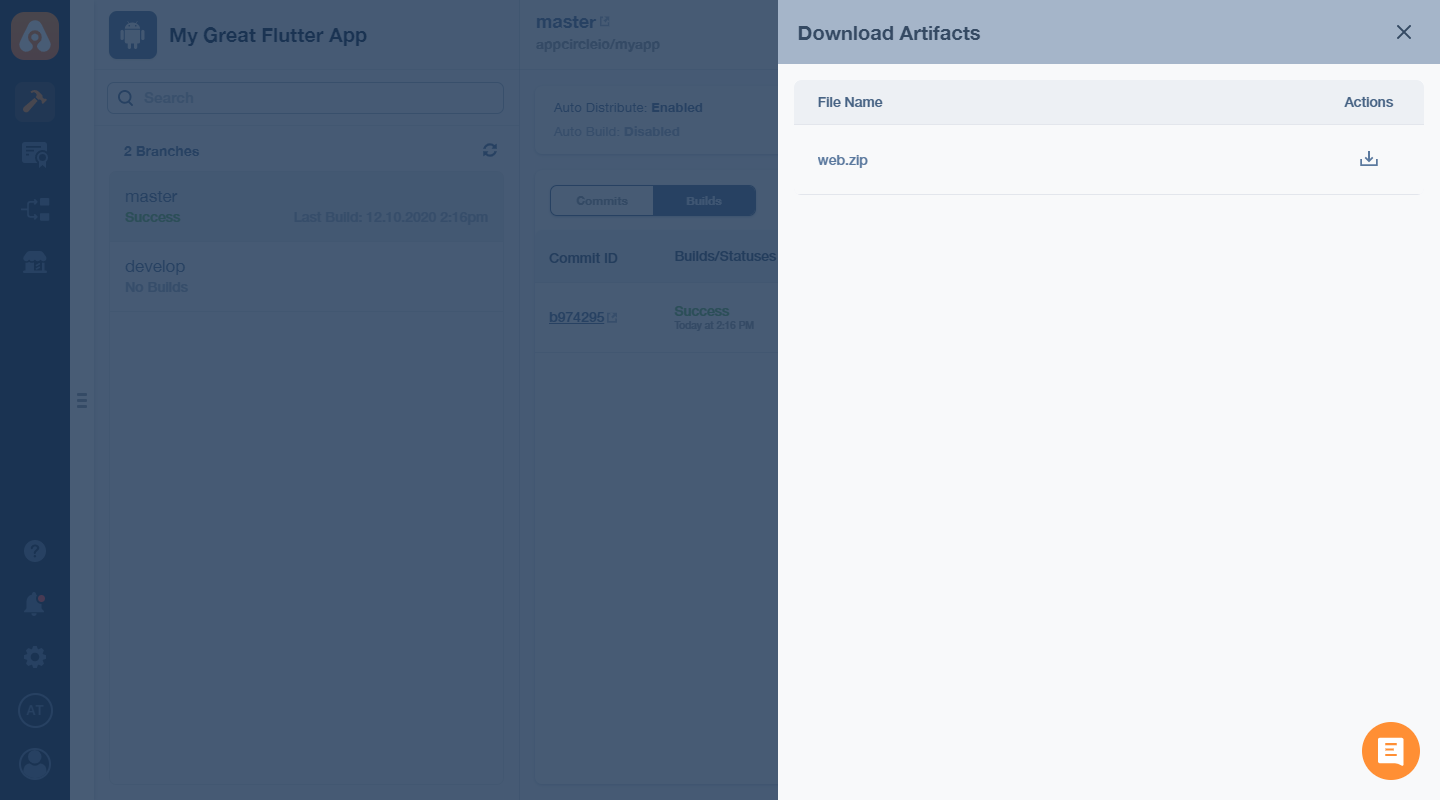 My Great Flutter App
Search
2 Branches
master
Success
Last Build: 12.10.2020 2:16pm
develop
No Builds
?
AT
master
appcircleio/myapp
Auto Distribute: Enabled
Auto Build: Disabled
Commits
Builds
Commit ID
Builds/Statuses
b974295
Success
Today at 2:16 PM
Download Artifacts
File Name
Actions
web.zip